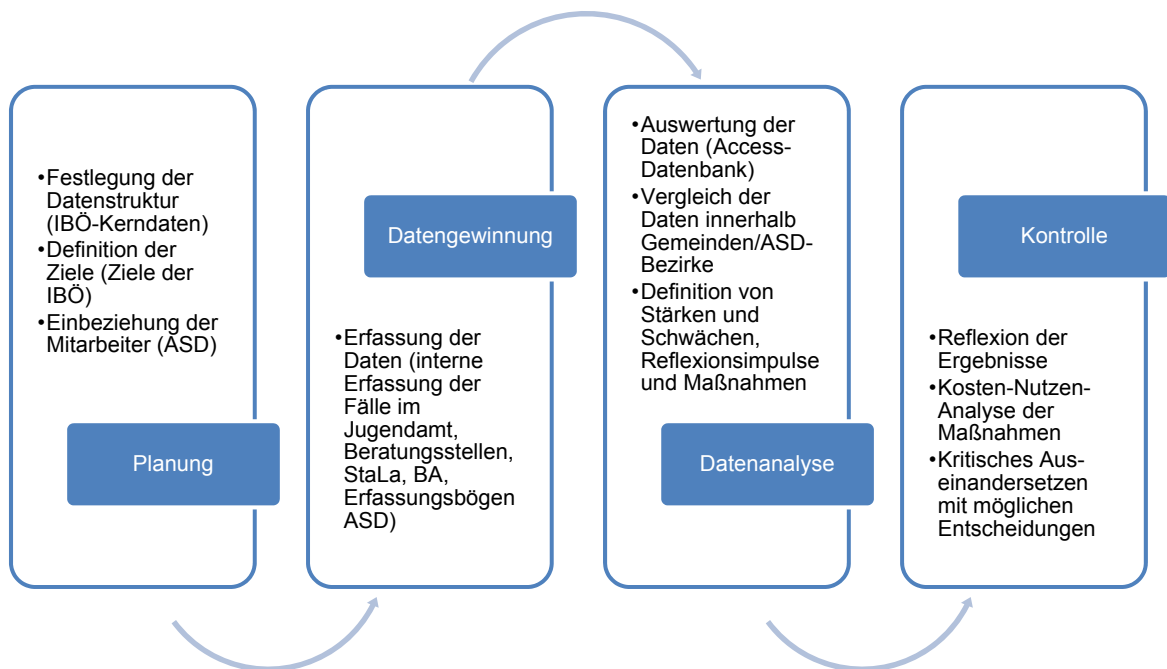 •Festlegung der
Datenstruktur
(IBÖ-Kerndaten)
•Definition der
Ziele (Ziele der
IBÖ)
•Einbeziehung der
Mitarbeiter (ASD)
Planung
Datengewinnung
•Erfassung der
Daten (interne
Erfassung der
Fälle im
Jugendamt,
Beratungsstellen,
StaLa, BA,
Erfassungsbögen
ASD)
•Auswertung der
Daten (Access-
Datenbank)
•Vergleich der
Daten innerhalb
Gemeinden/ASD-
Bezirke
•Definition von
Stärken und
Schwächen,
Reflexionsimpulse
und Maßnahmen
Datenanalyse
Kontrolle
•Reflexion der
Ergebnisse
•Kosten-Nutzen-
Analyse der
Maßnahmen
•Kritisches Aus-
einandersetzen
mit möglichen
Entscheidungen